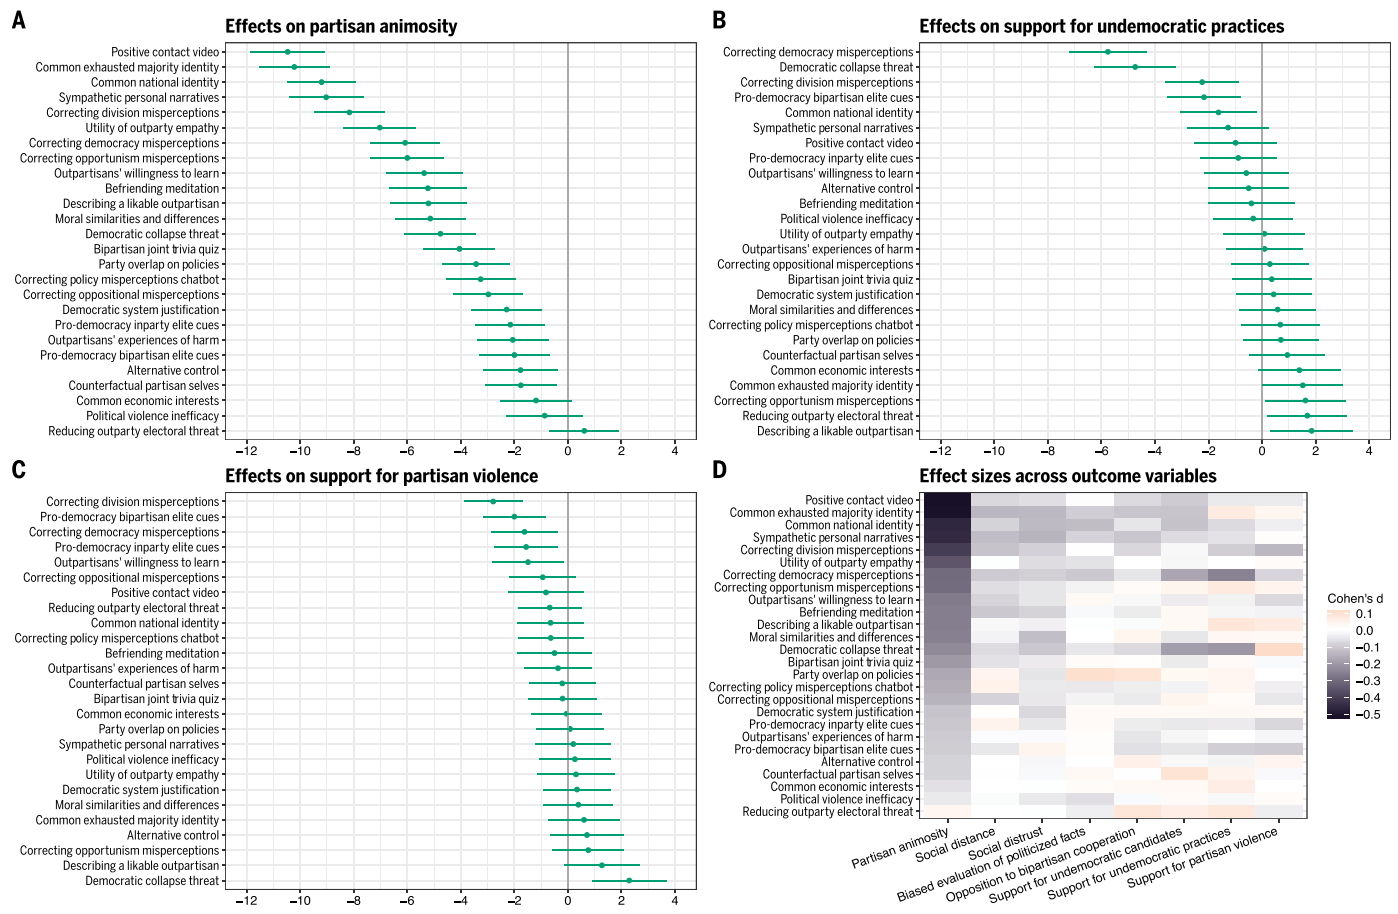 A
Effects on partisan animosity
Positive contact video
Common exhausted majority identity
Common national identity
Sympathetic personal narratives
Correcting division misperceptions
Utility of outparty empathy
Correcting democracy misperceptions
Correcting opportunism misperceptions
Outpartisans' willingness to learn
Befriending meditation
Describing a likable outpartisan
Moral similarities and differences
Democratic collapse threat
Bipartisan joint trivia quiz
Party overlap on policies
Correcting policy misperceptions chatbot
Correcting oppositional misperceptions
Democratic system justification
Pro-democracy inparty elite cues
Outpartisans' experiences of harm
Pro-democracy bipartisan elite cues
Alternative control
Counterfactual partisan selves
Common economic interests
Political violence inefficacy
Reducing outparty electoral threat
−12 −10 −8 −6 −4 −2 0 2 4
B
Effects on support for undemocratic practices
Correcting democracy misperceptions
Democratic collapse threat
Correcting division misperceptions
Pro-democracy bipartisan elite cues
Common national identity
Sympathetic personal narratives
Positive contact video
Pro-democracy inparty elite cues
Outpartisans' willingness to learn
Alternative control
Befriending meditation
Political violence inefficacy
Utility of outparty empathy
Outpartisans' experiences of harm
Correcting oppositional misperceptions
Bipartisan joint trivia quiz
Democratic system justification
Moral similarities and differences
Correcting policy misperceptions chatbot
Party overlap on policies
Counterfactual partisan selves
Common economic interests
Common exhausted majority identity
Correcting opportunism misperceptions
Reducing outparty electoral threat
Describing a likable outpartisan
−12 −10 −8 −6 −4 −2 0 2 4
C
Effects on support for partisan violence
Correcting division misperceptions
Pro-democracy bipartisan elite cues
Correcting democracy misperceptions
Pro-democracy inparty elite cues
Outpartisans' willingness to learn
Correcting oppositional misperceptions
Positive contact video
Reducing outparty electoral threat
Common national identity
Correcting policy misperceptions chatbot
Befriending meditation
Outpartisans' experiences of harm
Counterfactual partisan selves
Bipartisan joint trivia quiz
Common economic interests
Party overlap on policies
Sympathetic personal narratives
Political violence inefficacy
Utility of outparty empathy
Democratic system justification
Moral similarities and differences
Common exhausted majority identity
Alternative control
Correcting opportunism misperceptions
Describing a likable outpartisan
Democratic collapse threat
−12 −10 −8 −6 −4 −2 0 2 4
D
Effect sizes across outcome variables
Positive contact video
Common exhausted majority identity
Common national identity
Sympathetic personal narratives
Correcting division misperceptions
Utility of outparty empathy
Correcting democracy misperceptions
Correcting opportunism misperceptions
Outpartisans' willingness to learn
Befriending meditation
Describing a likable outpartisan
Moral similarities and differences
Democratic collapse threat
Bipartisan joint trivia quiz
Party overlap on policies
Correcting policy misperceptions chatbot
Correcting oppositional misperceptions
Democratic system justification
Pro-democracy inparty elite cues
Outpartisans' experiences of harm
Pro-democracy bipartisan elite cues
Alternative control
Counterfactual partisan selves
Common economic interests
Political violence inefficacy
Reducing outparty electoral threat
Partisan animosity
Social distance
Social distrust
Biased evaluation of politicized facts
Opposition to bipartisan cooperation
Support for undemocratic candidates
Support for undemocratic practices
Support for partisan violence
Cohen's d
0.1
0.0
−0.1
−0.2
−0.3
−0.4
−0.5